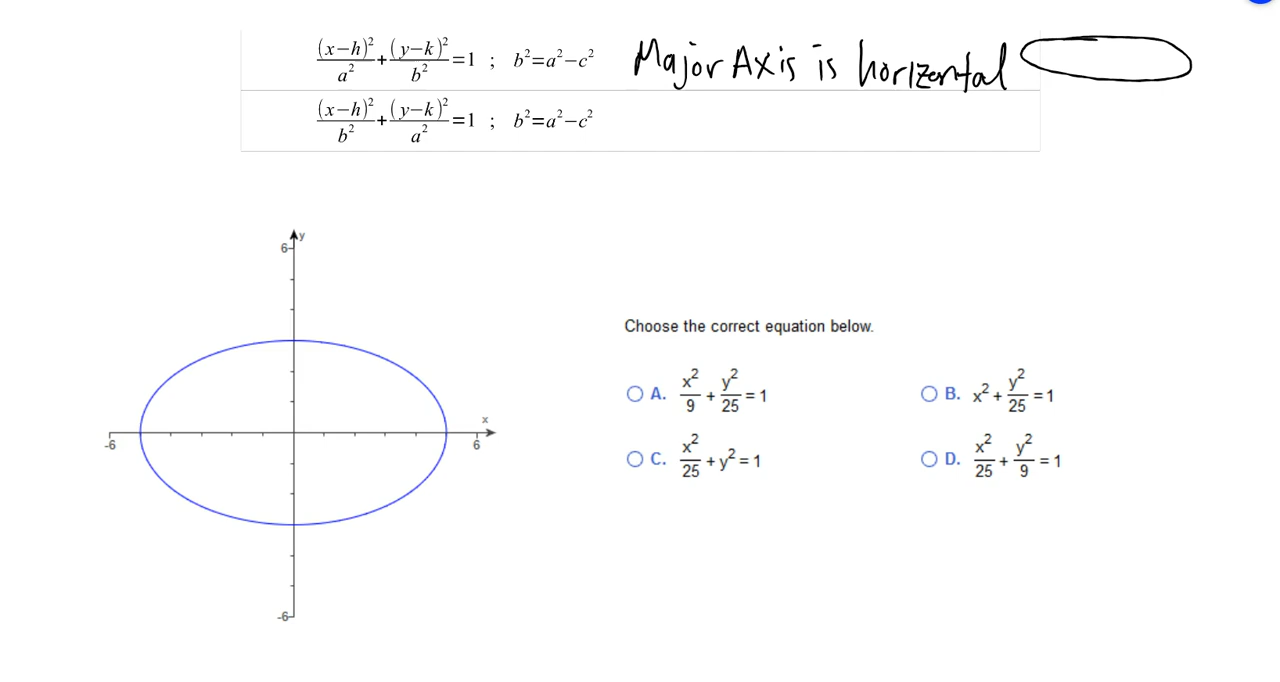 (x−h)²/a² + (y−k)²/b² = 1 ; b²=a²−c² Major Axis is horizental
(x−h)²/b² + (y−k)²/a² = 1 ; b²=a²−c²
y
6
x
-6
6
-6
Choose the correct equation below.
A. x²/9 + y²/25 = 1
B. x² + y²/25 = 1
C. x²/25 + y² = 1
D. x²/25 + y²/9 = 1